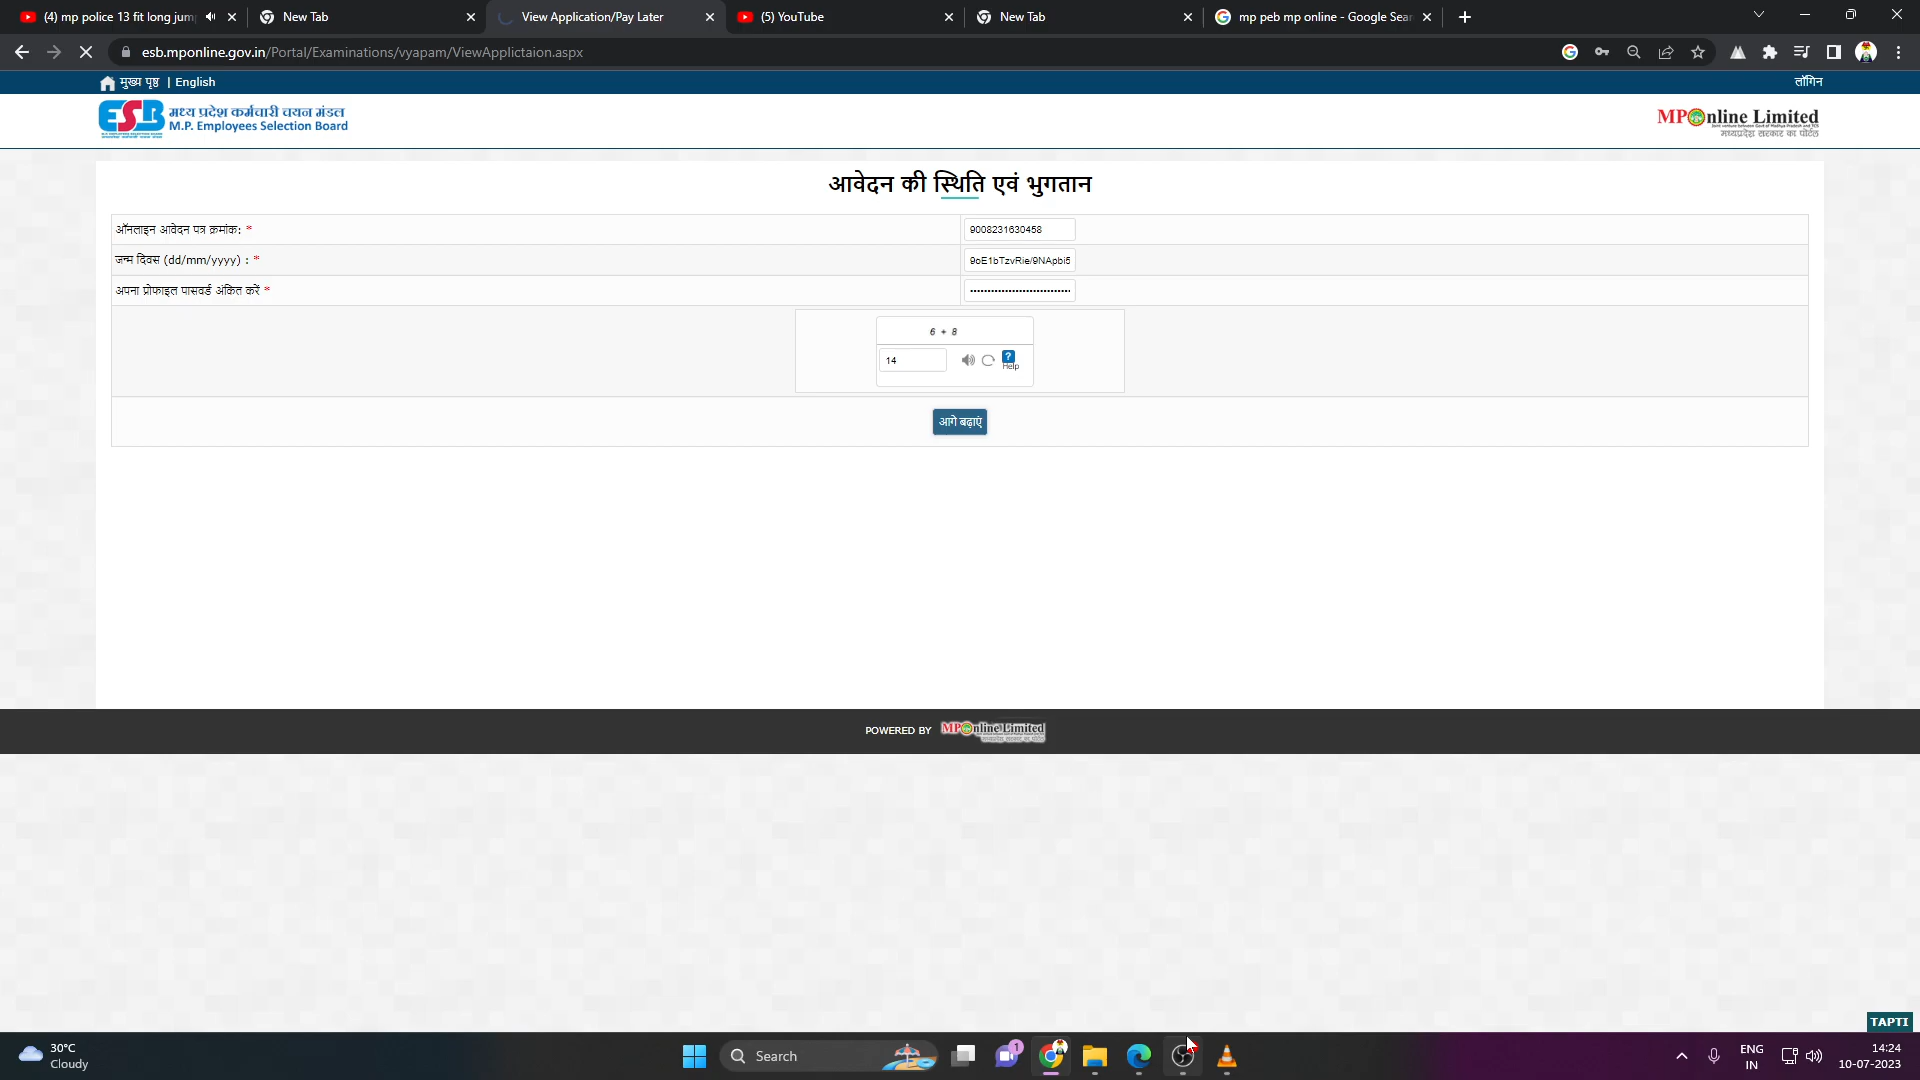 (4) mp police 13 fit long jum
New Tab
View Application/Pay Later
(5) YouTube
New Tab
mp peb mp online - Google Sear
esb.mponline.gov.in/Portal/Examinations/vyapam/ViewApplictaion.aspx
मुख्य पृष्ठ | English
लॉगिन
ESB
मध्य प्रदेश कर्मचारी चयन मंडल
M.P. Employees Selection Board
MPOnline Limited
मध्यप्रदेश सरकार का पोर्टल
आवेदन की स्थिति एवं भुगतान
ऑनलाइन आवेदन पत्र क्रमांक: *
9008231630458
जन्म दिवस (dd/mm/yyyy) : *
9oE1bTzvRie/9NApbi5
अपना प्रोफाइल पासवर्ड अंकित करें *
6 + 8
14
?
Help
आगे बढ़ाएं
POWERED BY MPOnline Limited
TAPTI
30°C
Cloudy
Search
1
ENG
IN
14:24
10-07-2023